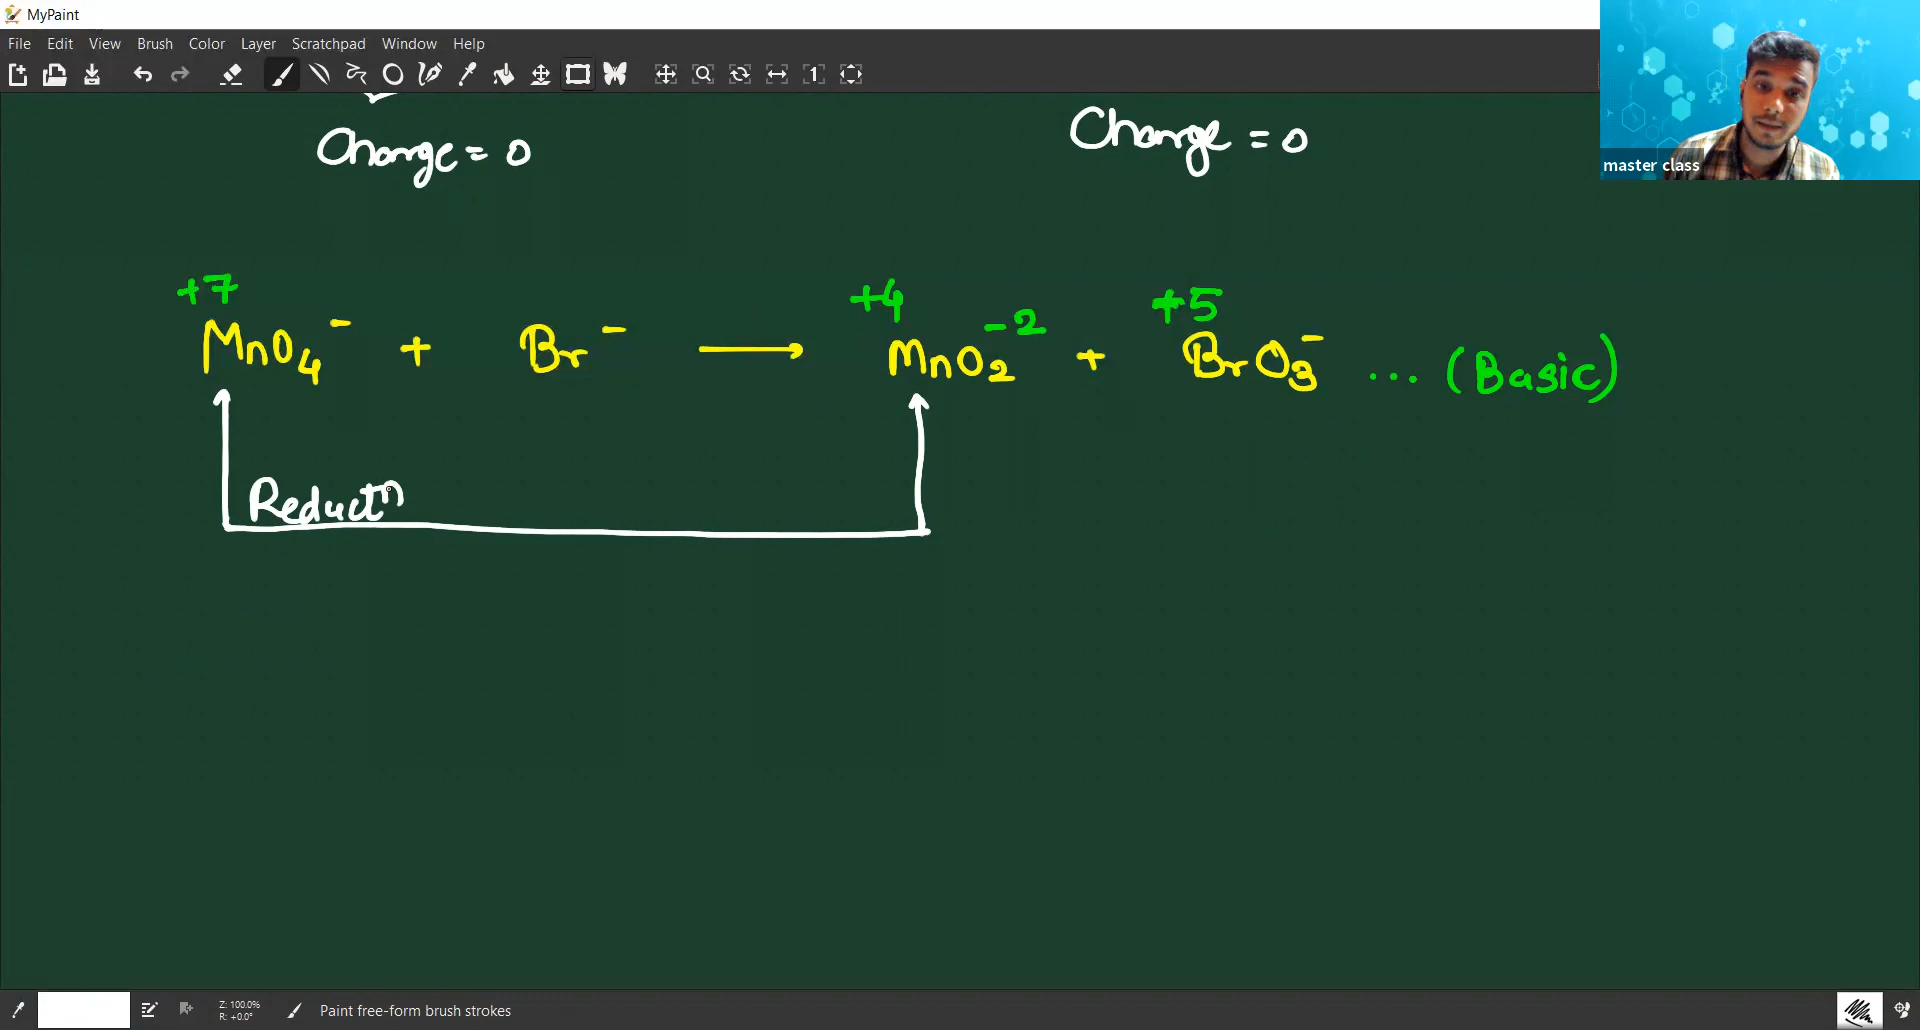 MyPaint
File Edit View Brush Color Layer Scratchpad Window Help
master class
Charge = 0 Charge = 0
+7 +4 -2 +5
MnO4⁻ + Br⁻ ⟶ MnO2 + BrO3⁻ ... (Basic)
Reductⁿ
Z: 100.0%
R: +0.0°
Paint free-form brush strokes